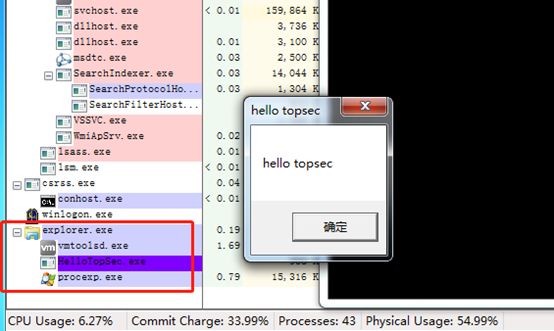 svchost.exe < 0.01 159,864 K
dllhost.exe 3,736 K
dllhost.exe 0.01 3,100 K
msdtc.exe 0.03 2,500 K
SearchIndexer.exe 0.03 14,044 K
SearchProtocolHo... 0.03 1,304 K
SearchFilterHost...
VSSVC.exe
WmiApSrv.exe 0.02
lsass.exe 0.01
lsm.exe < 0.01
csrss.exe 0.04
conhost.exe < 0.01
winlogon.exe
explorer.exe 0.19
vmtoolsd.exe 1.69
HelloTopSec.exe
procexp.exe 0.79 15,316 K
hello topsec
hello topsec
确定
CPU Usage: 6.27% Commit Charge: 33.99% Processes: 43 Physical Usage: 54.99%